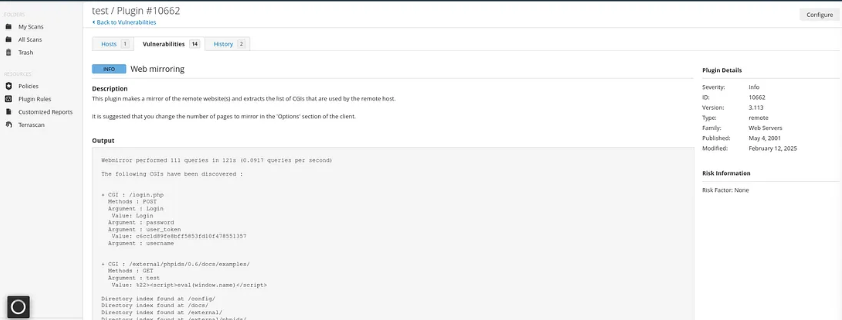 test / Plugin #10662
Configure
Back to Vulnerabilities
FOLDERS
My Scans
All Scans
Trash
RESOURCES
Policies
Plugin Rules
Customized Reports
Terrascan
Hosts 1 Vulnerabilities 14 History 2
INFO Web mirroring
Description
This plugin makes a mirror of the remote website(s) and extracts the list of CGIs that are used by the remote host.
It is suggested that you change the number of pages to mirror in the 'Options' section of the client.
Output
Webmirror performed 111 queries in 121s (0.0917 queries per second)
The following CGIs have been discovered :
+ CGI : /login.php
Methods : POST
Argument : Login
Value: Login
Argument : password
Argument : user_token
Argument : username
+ CGI : /external/phpids/0.6/docs/examples/
Methods : GET
Argument : test
Value: %22><script>eval(window.name)</script>
Directory index found at /config/
Directory index found at /docs/
Directory index found at /external/
Directory index found at /external/phpids/
Plugin Details
Severity: Info
ID: 10662
Version: 3.113
Type: remote
Family: Web Servers
Published: May 4, 2001
Modified: February 12, 2025
Risk Information
Risk Factor: None